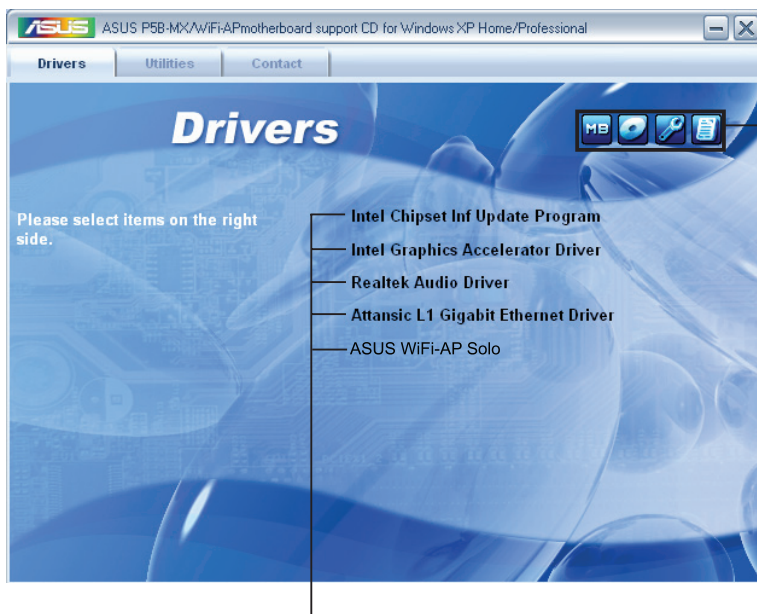 ASUS
ASUS P5B-MX/WiFi-APmotherboard support CD for Windows XP Home/Professional
Drivers
Utilities
Contact
Drivers
MB
Please select items on the right
side.
Intel Chipset Inf Update Program
Intel Graphics Accelerator Driver
Realtek Audio Driver
Attansic L1 Gigabit Ethernet Driver
ASUS WiFi-AP Solo